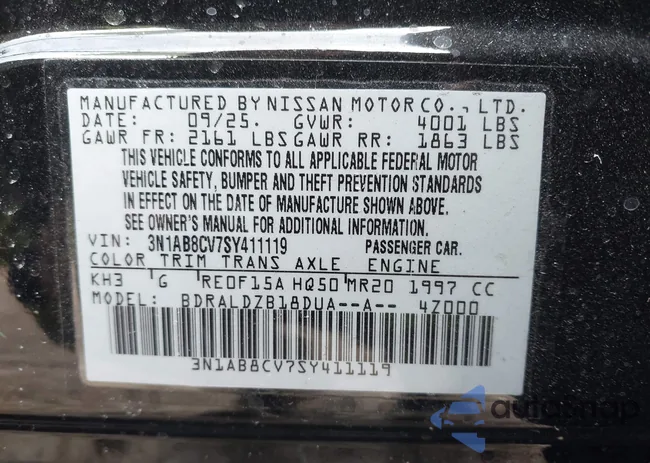 MANUFACTURED BY NISSAN MOTOR CO., LTD.
DATE: 09/25. GVWR: 4001 LBS
GAWR FR: 2161 LBS GAWR RR: 1863 LBS
THIS VEHICLE CONFORMS TO ALL APPLICABLE FEDERAL MOTOR
VEHICLE SAFETY, BUMPER AND THEFT PREVENTION STANDARDS
IN EFFECT ON THE DATE OF MANUFACTURE SHOWN ABOVE.
SEE OWNER'S MANUAL FOR ADDITIONAL INFORMATION.
VIN: 3N1AB8CV7SY411119 PASSENGER CAR.
COLOR TRIM TRANS AXLE ENGINE
KH3 G RE0F15A HQ50 MR20 1997 CC
MODEL: BDRALDZB18DUA--A-- 4Z000
3N1AB8CV7SY411119
autosnap